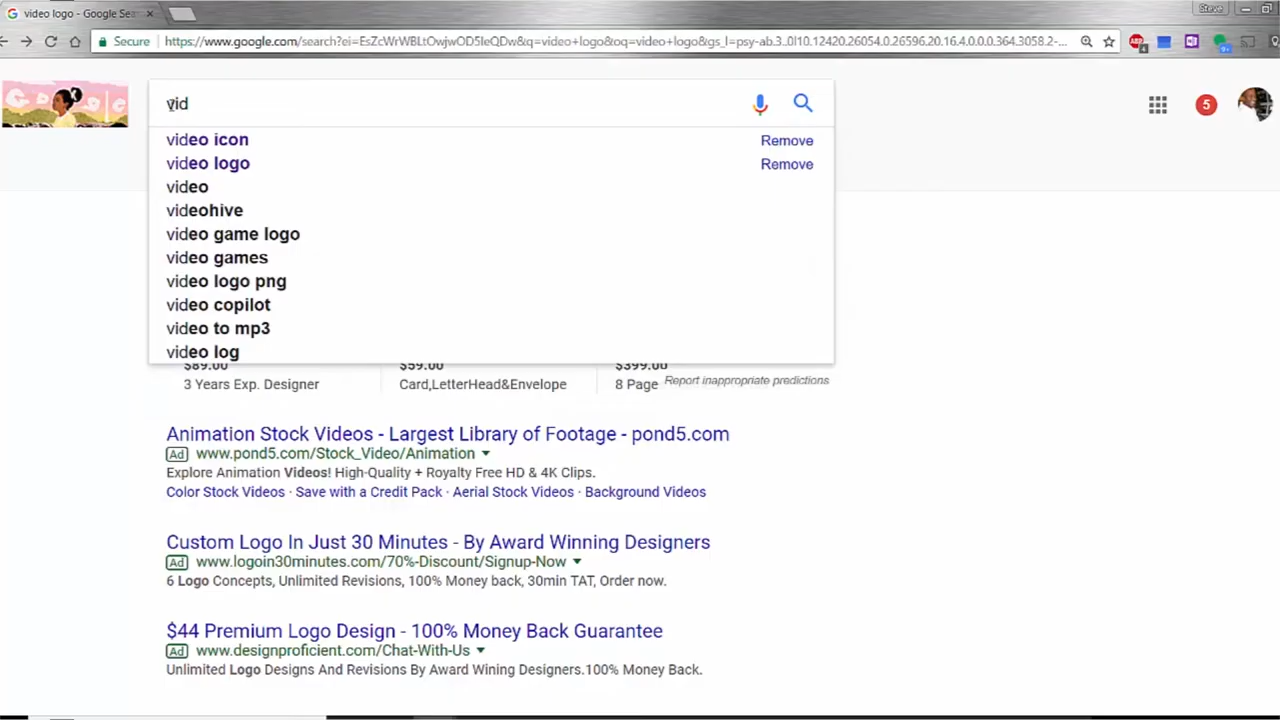 video logo - Google Sea
Steve
Secure https://www.google.com/search?ei=EsZcWrWBLtOwjwOD5IeQDw&q=video+logo&oq=video+logo&gs_l=psy-ab.3..0l10.12420.26054.0.26596.20.16.4.0.0.0.364.3058.2-...
vid
5
video icon Remove
video logo Remove
video
videohive
video game logo
video games
video logo png
video copilot
video to mp3
video log
$89.00 $59.00 $399.00
3 Years Exp. Designer Card,LetterHead&Envelope 8 Page Report inappropriate predictions
Animation Stock Videos - Largest Library of Footage - pond5.com
Ad www.pond5.com/Stock_Video/Animation
Explore Animation Videos! High-Quality + Royalty Free HD & 4K Clips.
Color Stock Videos · Save with a Credit Pack · Aerial Stock Videos · Background Videos
Custom Logo In Just 30 Minutes - By Award Winning Designers
Ad www.logoin30minutes.com/70%-Discount/Signup-Now
6 Logo Concepts, Unlimited Revisions, 100% Money back, 30min TAT, Order now.
$44 Premium Logo Design - 100% Money Back Guarantee
Ad www.designproficient.com/Chat-With-Us
Unlimited Logo Designs And Revisions By Award Wining Designers.100% Money Back.